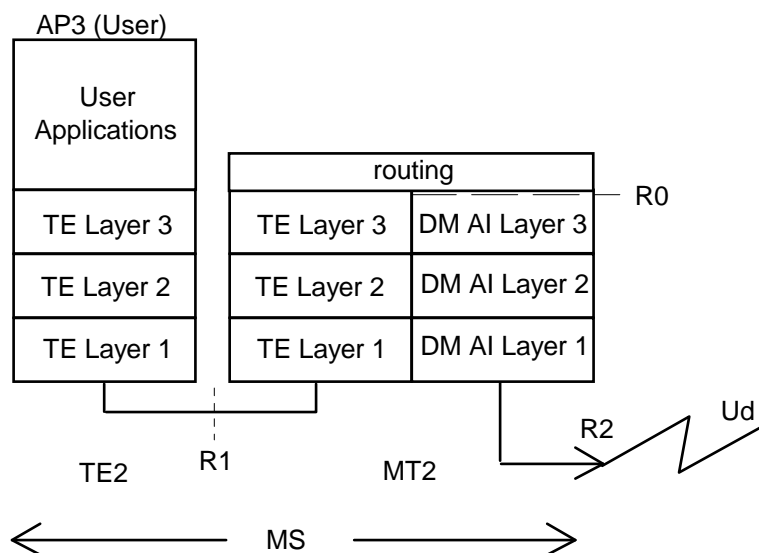 AP3 (User)
User
Applications
routing
R0
TE Layer 3
TE Layer 3
DM AI Layer 3
TE Layer 2
TE Layer 2
DM AI Layer 2
TE Layer 1
TE Layer 1
DM AI Layer 1
Ud
R2
R1
TE2
MT2
MS